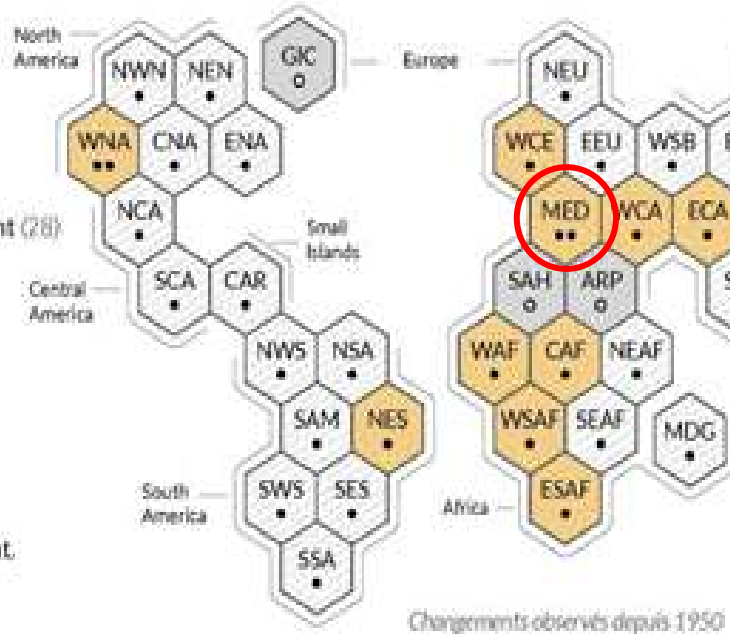 North
America
NWN NEN GIC Europe NEU
WNA CNA ENA WCE EEU WSB
NCA MED WCA ECA
(28)
Small
Islands
Central
America
SCA CAR SAH ARP
NWS NSA WAF CAF NEAF
SAM NES WSAF SEAF MDG
South
America
SWS SES Africa ESAF
SSA
Changements observés depuis 1950